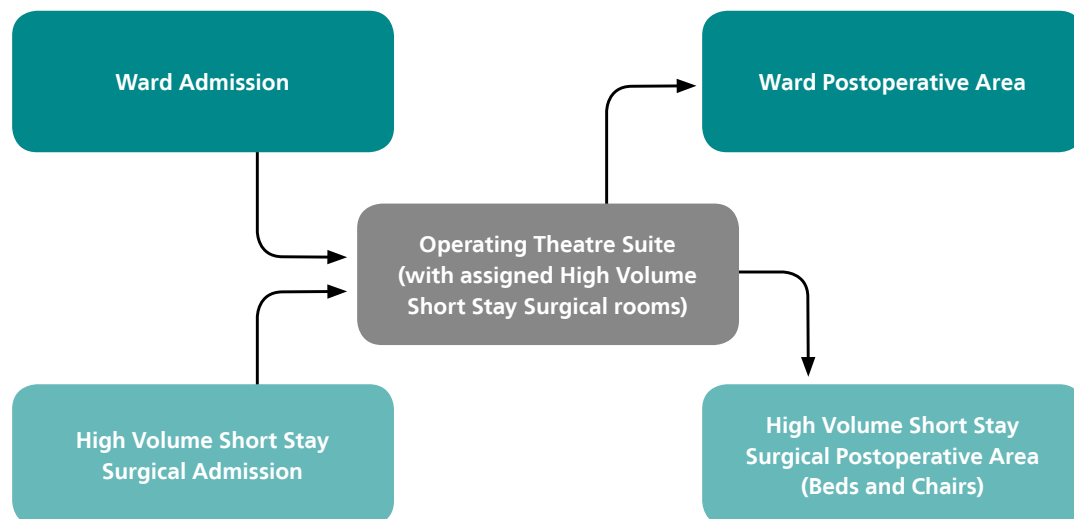 Ward Admission
Ward Postoperative Area
Operating Theatre Suite
(with assigned High Volume
Short Stay Surgical rooms)
High Volume Short Stay
Surgical Admission
High Volume Short Stay
Surgical Postoperative Area
(Beds and Chairs)